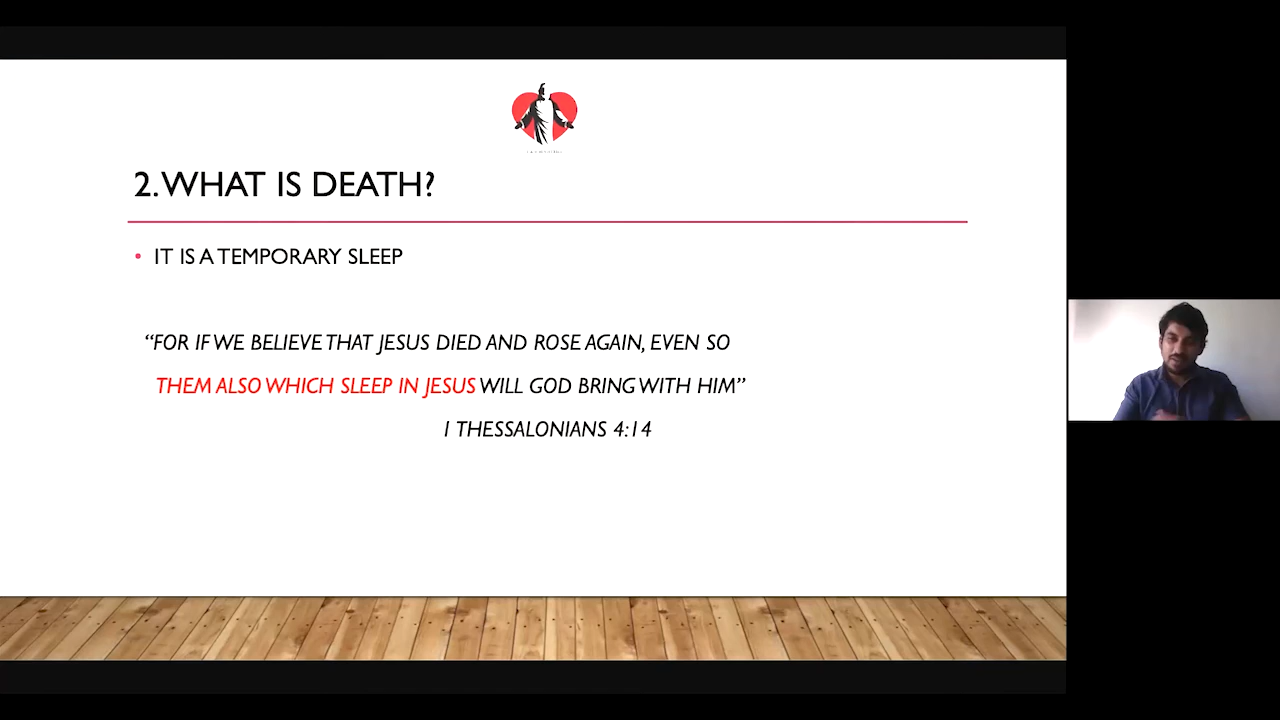 2. WHAT IS DEATH?
• IT IS A TEMPORARY SLEEP
“FOR IF WE BELIEVE THAT JESUS DIED AND ROSE AGAIN, EVEN SO
THEM ALSO WHICH SLEEP IN JESUS WILL GOD BRING WITH HIM”
1 THESSALONIANS 4:14